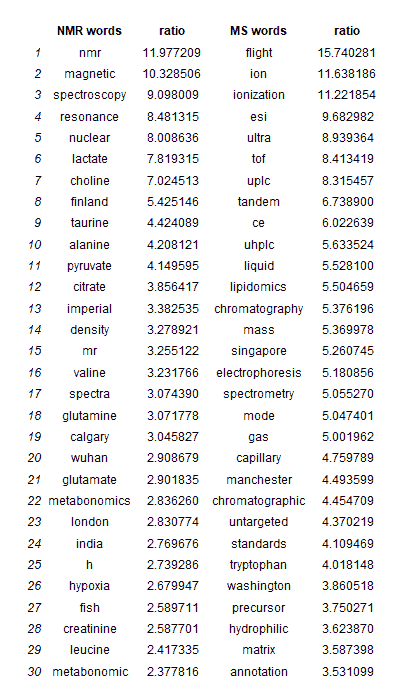 NMR words ratio MS words ratio
1 nmr 11.977209 flight 15.740281
2 magnetic 10.328506 ion 11.638186
3 spectroscopy 9.098009 ionization 11.221854
4 resonance 8.481315 esi 9.682982
5 nuclear 8.008636 ultra 8.939364
6 lactate 7.819315 tof 8.413419
7 choline 7.024513 uplc 8.315457
8 finland 5.425146 tandem 6.738900
9 taurine 4.424089 ce 6.022639
10 alanine 4.208121 uhplc 5.633524
11 pyruvate 4.149595 liquid 5.528100
12 citrate 3.856417 lipidomics 5.504659
13 imperial 3.382535 chromatography 5.376196
14 density 3.278921 mass 5.369978
15 mr 3.255122 singapore 5.260745
16 valine 3.231766 electrophoresis 5.180856
17 spectra 3.074390 spectrometry 5.055270
18 glutamine 3.071778 mode 5.047401
19 calgary 3.045827 gas 5.001962
20 wuhan 2.908679 capillary 4.759789
21 glutamate 2.901835 manchester 4.493599
22 metabonomics 2.836260 chromatographic 4.454709
23 london 2.830774 untargeted 4.370219
24 india 2.769676 standards 4.109469
25 h 2.739286 tryptophan 4.018148
26 hypoxia 2.679947 washington 3.860518
27 fish 2.589711 precursor 3.750271
28 creatinine 2.587701 hydrophilic 3.623870
29 leucine 2.417335 matrix 3.587398
30 metabonomic 2.377816 annotation 3.531099